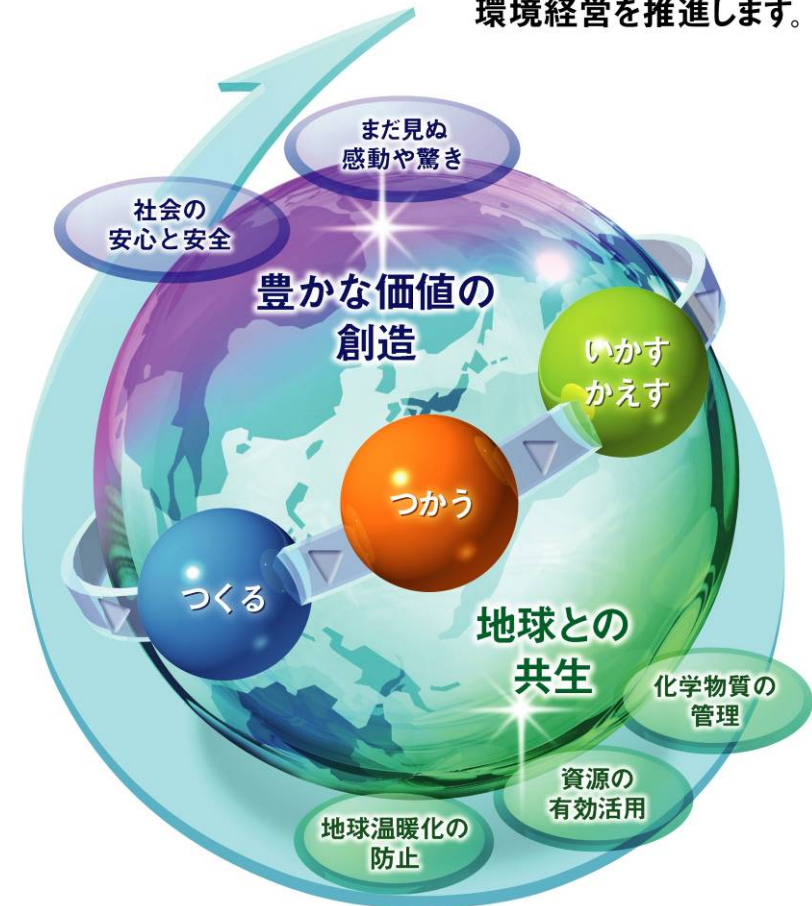 環境経営を推進します。
まだ見ぬ
感動や驚き
社会の
安心と安全
豊かな価値の
創造
いかす
かえす
つかう
つくる
地球との
共生
化学物質の
管理
資源の
有効活用
地球温暖化の
防止